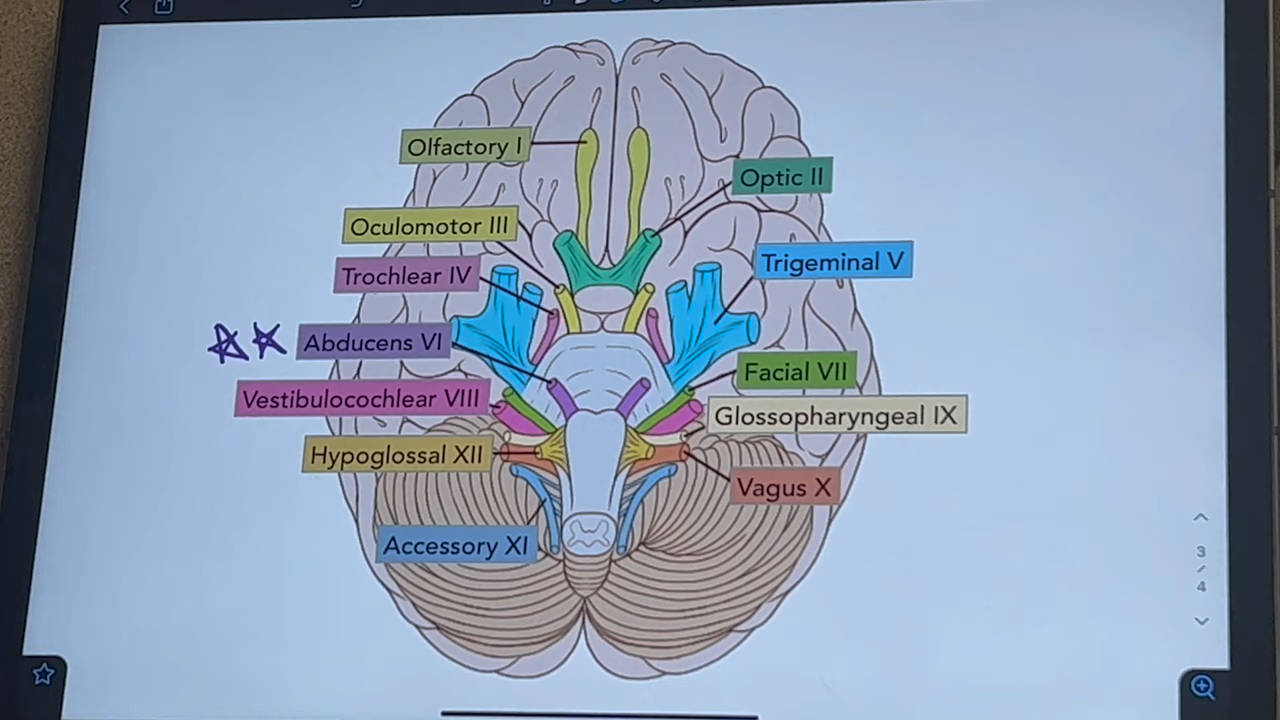 Olfactory I
Optic II
Oculomotor III
Trigeminal V
Trochlear IV
Abducens VI
Facial VII
Vestibulocochlear VIII
Glossopharyngeal IX
Hypoglossal XII
Vagus X
Accessory XI
3
/
4